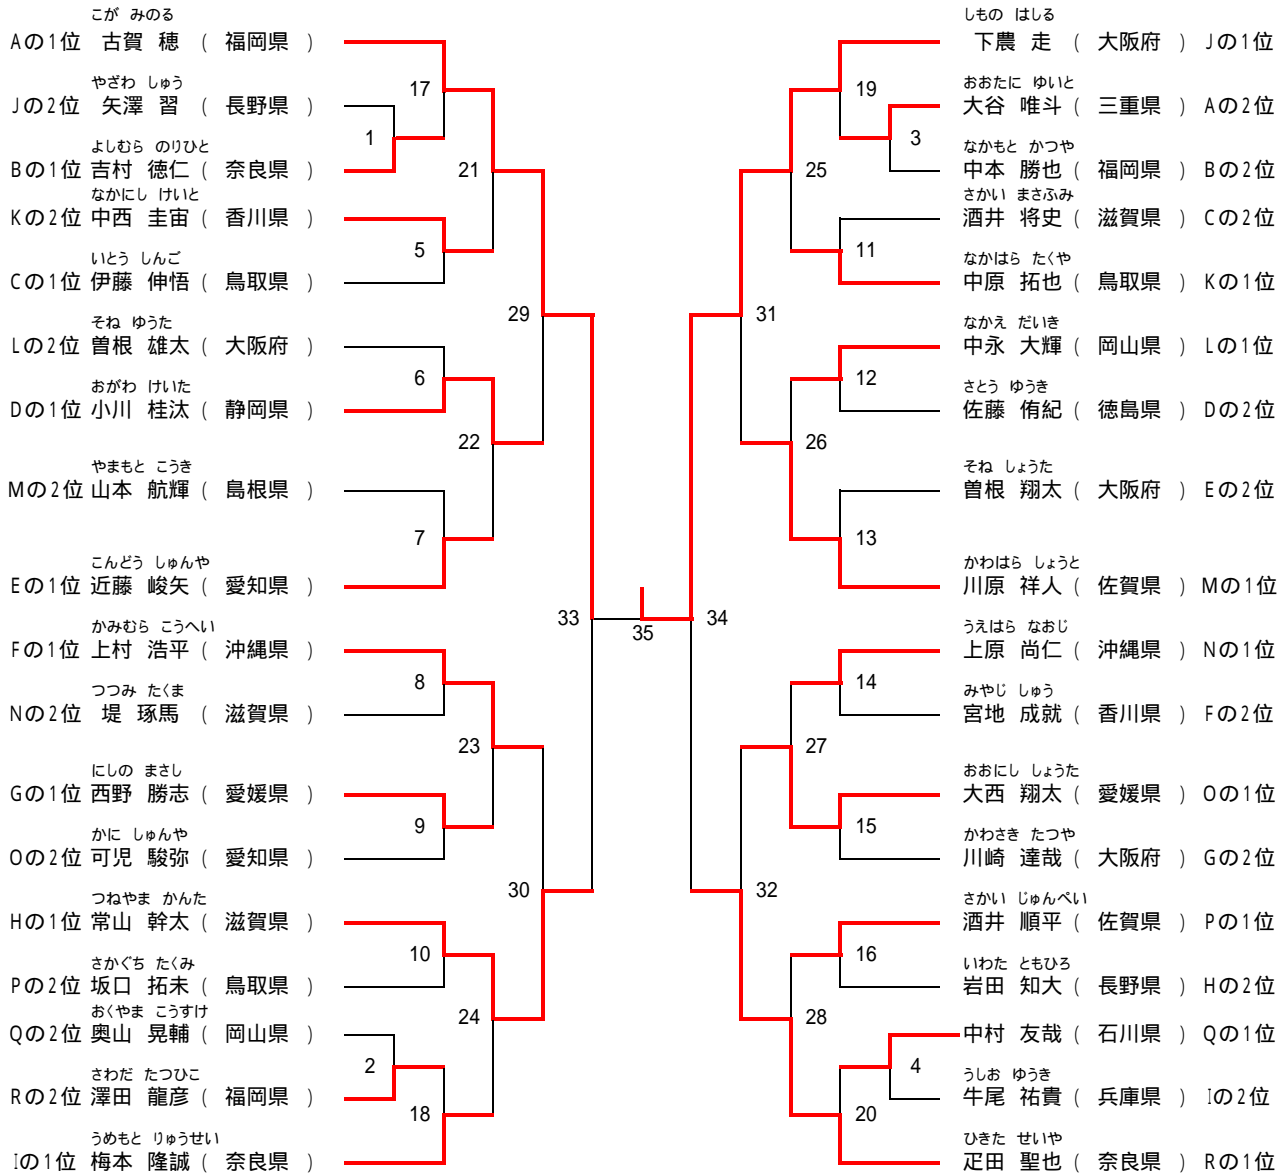 こが みのる
Aの1位 古賀 穂 ( 福岡県 )
やざわ しゅう
Jの2位 矢澤 習 ( 長野県 )
よしむら のりひと
Bの1位 吉村 徳仁 ( 奈良県 )
なかにし けいと
Kの2位 中西 圭宙 ( 香川県 )
いとう しんご
Cの1位 伊藤 伸悟 ( 鳥取県 )
そね ゆうた
Lの2位 曽根 雄太 ( 大阪府 )
おがわ けいた
Dの1位 小川 桂汰 ( 静岡県 )
やまもと こうき
Mの2位 山本 航輝 ( 島根県 )
こんどう しゅんや
Eの1位 近藤 峻矢 ( 愛知県 )
かみむら こうへい
Fの1位 上村 浩平 ( 沖縄県 )
つつみ たくま
Nの2位 堤 琢馬 ( 滋賀県 )
にしの まさし
Gの1位 西野 勝志 ( 愛媛県 )
かに しゅんや
Oの2位 可児 駿弥 ( 愛知県 )
つねやま かんた
Hの1位 常山 幹太 ( 滋賀県 )
さかぐち たくみ
Pの2位 坂口 拓未 ( 鳥取県 )
おくやま こうすけ
Qの2位 奥山 晃輔 ( 岡山県 )
さわだ たつひこ
Rの2位 澤田 龍彦 ( 福岡県 )
うめもと りゅうせい
Iの1位 梅本 隆誠 ( 奈良県 )
17
1
21
5
29
6
22
7
33
8
23
9
30
10
24
2
18
35
19
3
25
11
31
12
26
13
34
14
27
15
32
16
28
4
20
しもの はしる
下農 走 ( 大阪府 ) Jの1位
おおたに ゆいと
大谷 唯斗 ( 三重県 ) Aの2位
なかもと かつや
中本 勝也 ( 福岡県 ) Bの2位
さかい まさふみ
酒井 将史 ( 滋賀県 ) Cの2位
なかはら たくや
中原 拓也 ( 鳥取県 ) Kの1位
なかえ だいき
中永 大輝 ( 岡山県 ) Lの1位
さとう ゆうき
佐藤 侑紀 ( 徳島県 ) Dの2位
そね しょうた
曽根 翔太 ( 大阪府 ) Eの2位
かわはら しょうと
川原 祥人 ( 佐賀県 ) Mの1位
うえはら なおじ
上原 尚仁 ( 沖縄県 ) Nの1位
みやじ しゅう
宮地 成就 ( 香川県 ) Fの2位
おおにし しょうた
大西 翔太 ( 愛媛県 ) Oの1位
かわさき たつや
川崎 達哉 ( 大阪府 ) Gの2位
さかい じゅんぺい
酒井 順平 ( 佐賀県 ) Pの1位
いわた ともひろ
岩田 知大 ( 長野県 ) Hの2位
中村 友哉 ( 石川県 ) Qの1位
うしお ゆうき
牛尾 祐貴 ( 兵庫県 ) Iの2位
ひきた せいや
疋田 聖也 ( 奈良県 ) Rの1位